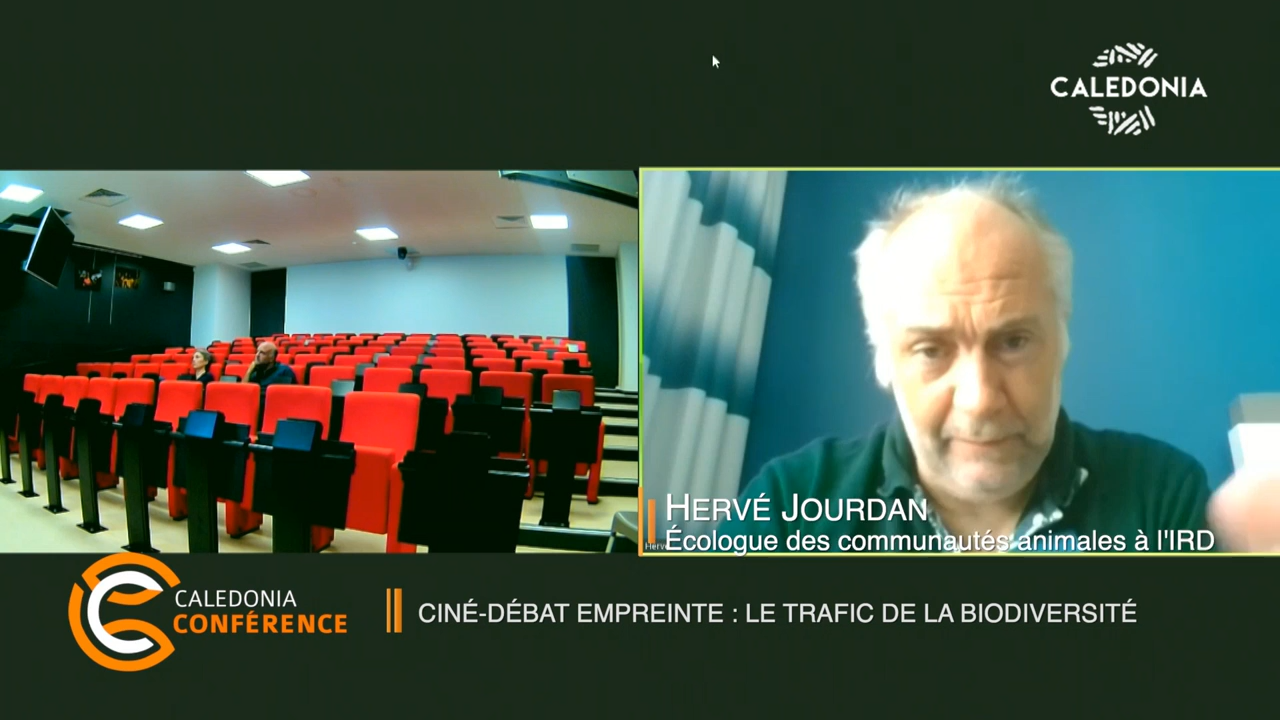 CALEDONIA
HERVÉ JOURDAN
Écologue des communautés animales à l'IRD
CALEDONIA
CONFÉRENCE
CINÉ-DÉBAT EMPREINTE : LE TRAFIC DE LA BIODIVERSITÉ